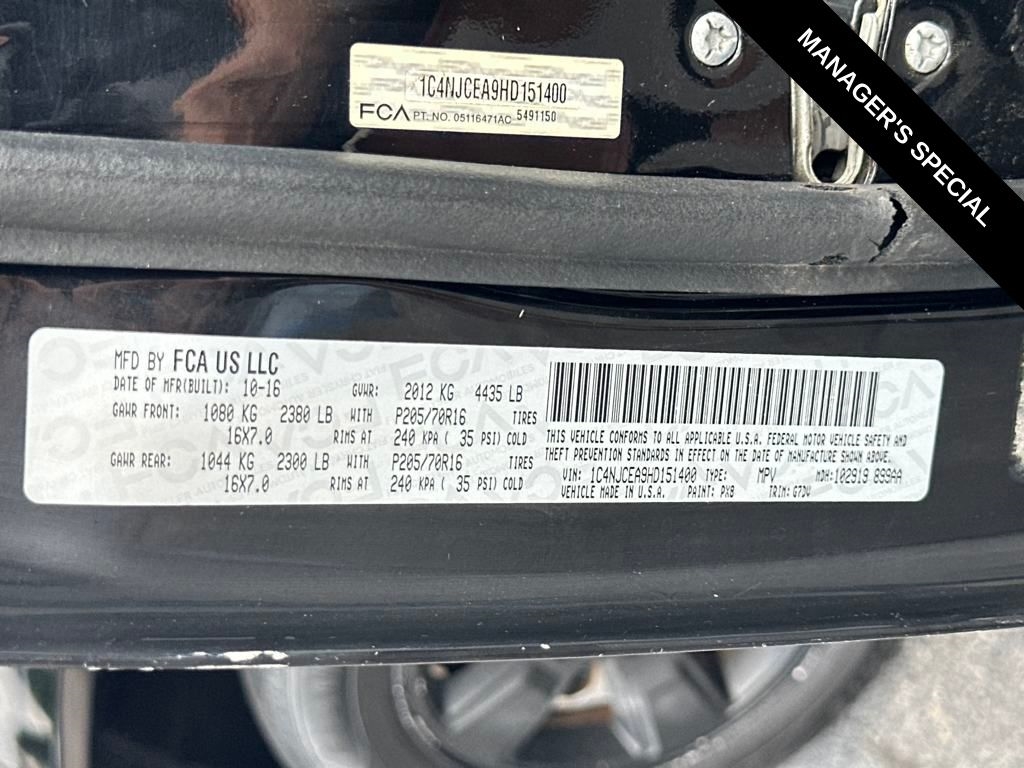 MANAGER'S SPECIAL
1C4NJCEA9HD151400
FCA PT. NO. 05116471AC 5491150
MFD BY FCA US LLC
DATE OF MFR(BUILT): 10-16 GVWR: 2012 KG 4435 LB
GAWR FRONT: 1080 KG 2380 LB WITH P205/70R16 TIRES
16X7.0 RIMS AT 240 KPA ( 35 PSI) COLD
GAWR REAR: 1044 KG 2300 LB WITH P205/70R16 TIRES
16X7.0 RIMS AT 240 KPA ( 35 PSI) COLD
THIS VEHICLE CONFORMS TO ALL APPLICABLE U.S.A. FEDERAL MOTOR VEHICLE SAFETY AND
THEFT PREVENTION STANDARDS IN EFFECT ON THE DATE OF MANUFACTURE SHOWN ABOVE.
VIN: 1C4NJCEA9HD151400 TYPE: MPV MDH:102919 899AA
VEHICLE MADE IN U.S.A. PAINT: PX8 TRIM: G7DV